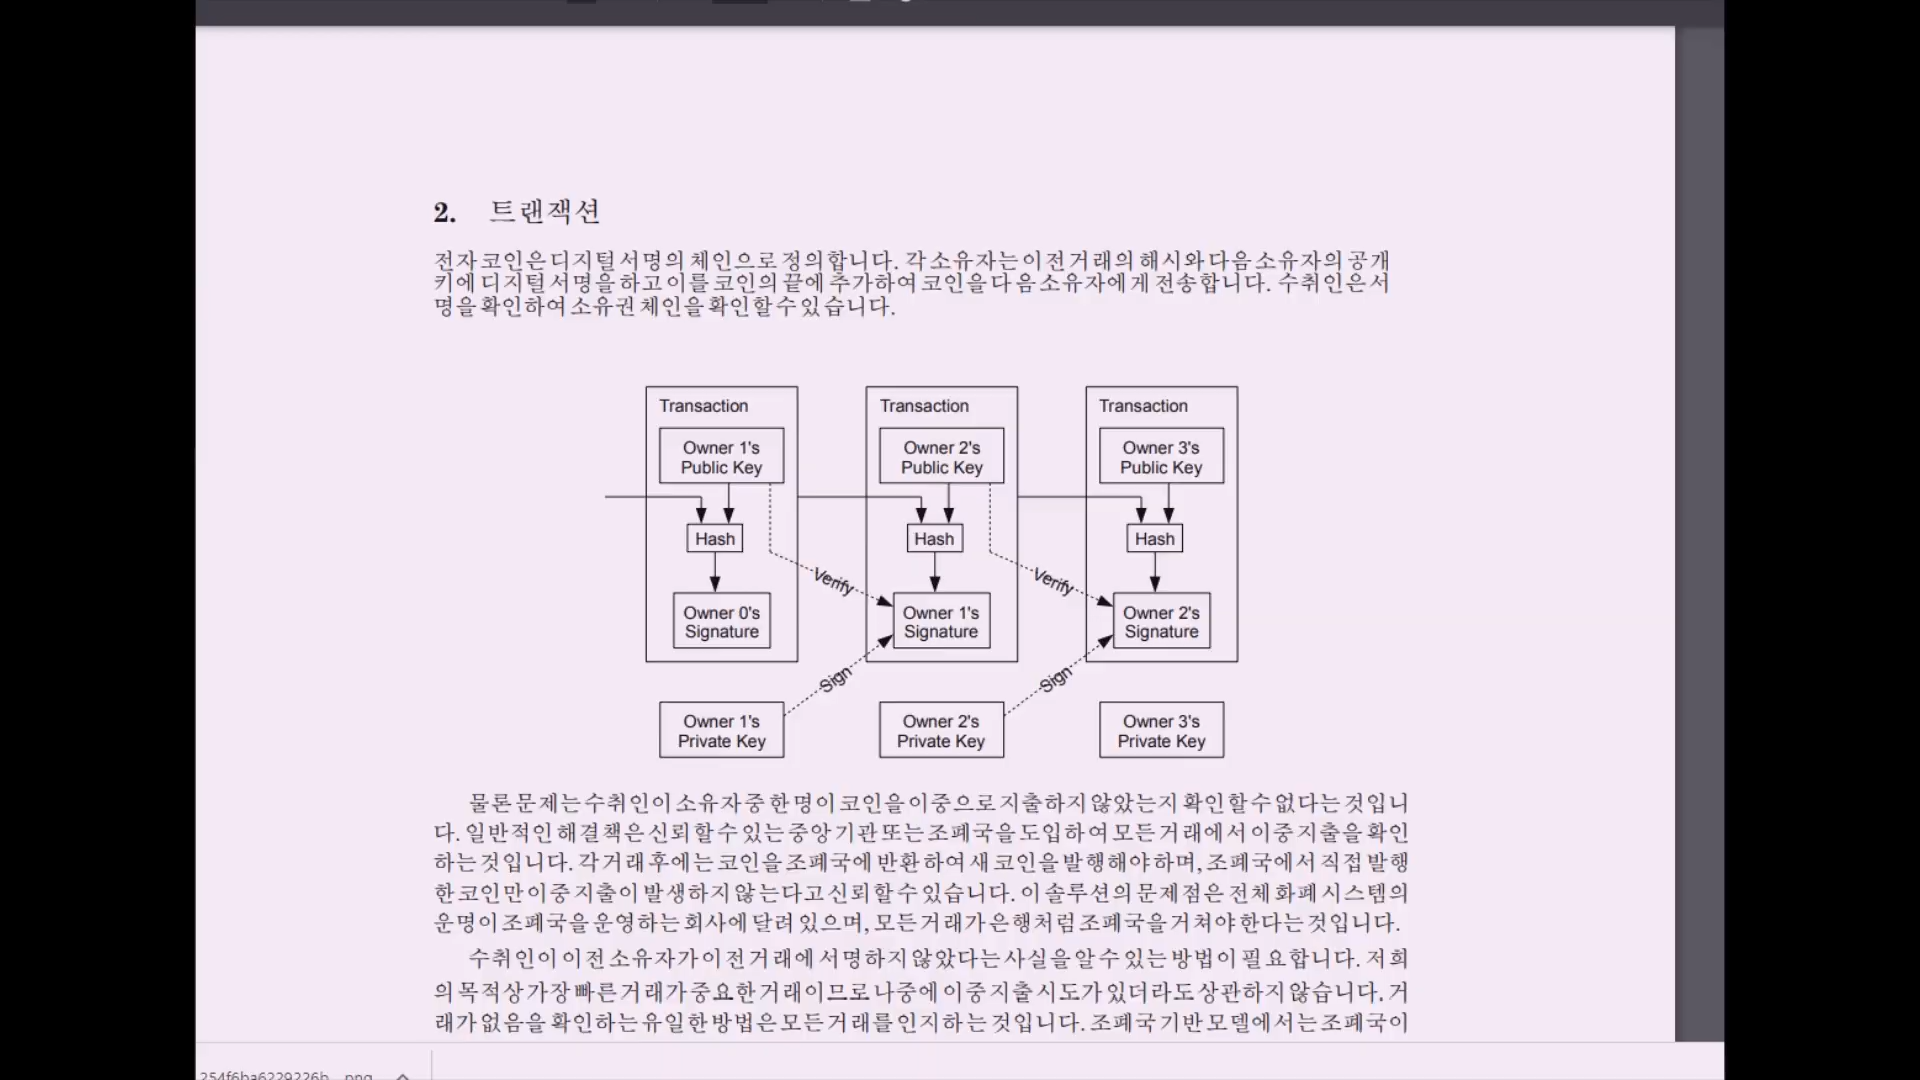 2. 트랜잭션
전자 코인은 디지털 서명의 체인으로 정의합니다. 각 소유자는 이전 거래의 해시와 다음 소유자의 공개
키에 디지털 서명을 하고 이를 코인의 끝에 추가하여 코인을 다음 소유자에게 전송합니다. 수취인은 서
명을 확인하여 소유권 체인을 확인할 수 있습니다.
Transaction
Transaction
Transaction
Owner 1's
Public Key
Owner 2's
Public Key
Owner 3's
Public Key
Hash
Hash
Hash
Verify
Verify
Owner 0's
Signature
Owner 1's
Signature
Owner 2's
Signature
Sign
Sign
Owner 1's
Private Key
Owner 2's
Private Key
Owner 3's
Private Key
물론 문제는 수취인이 소유자 중 한 명이 코인을 이중으로 지출하지 않았는지 확인할 수 없다는 것입니
다. 일반적인 해결책은 신뢰할 수 있는 중앙 기관 또는 조폐국을 도입하여 모든 거래에서 이중 지출을 확인
하는 것입니다. 각 거래 후에는 코인을 조폐국에 반환하여 새 코인을 발행해야 하며, 조폐국에서 직접 발행
한 코인만 이중 지출이 발생하지 않는다고 신뢰할 수 있습니다. 이 솔루션의 문제점은 전체 화폐 시스템의
운명이 조폐국을 운영하는 회사에 달려 있으며, 모든 거래가 은행처럼 조폐국을 거쳐야 한다는 것입니다.
수취인이 이전 소유자가 이전 거래에 서명하지 않았다는 사실을 알 수 있는 방법이 필요합니다. 저희
의 목적상 가장 빠른 거래가 중요한 거래이므로 나중에 이중 지출 시도가 있더라도 상관하지 않습니다. 거
래가 없음을 확인하는 유일한 방법은 모든 거래를 인지하는 것입니다. 조폐국 기반 모델에서는 조폐국이
254f6ba6229226b....png